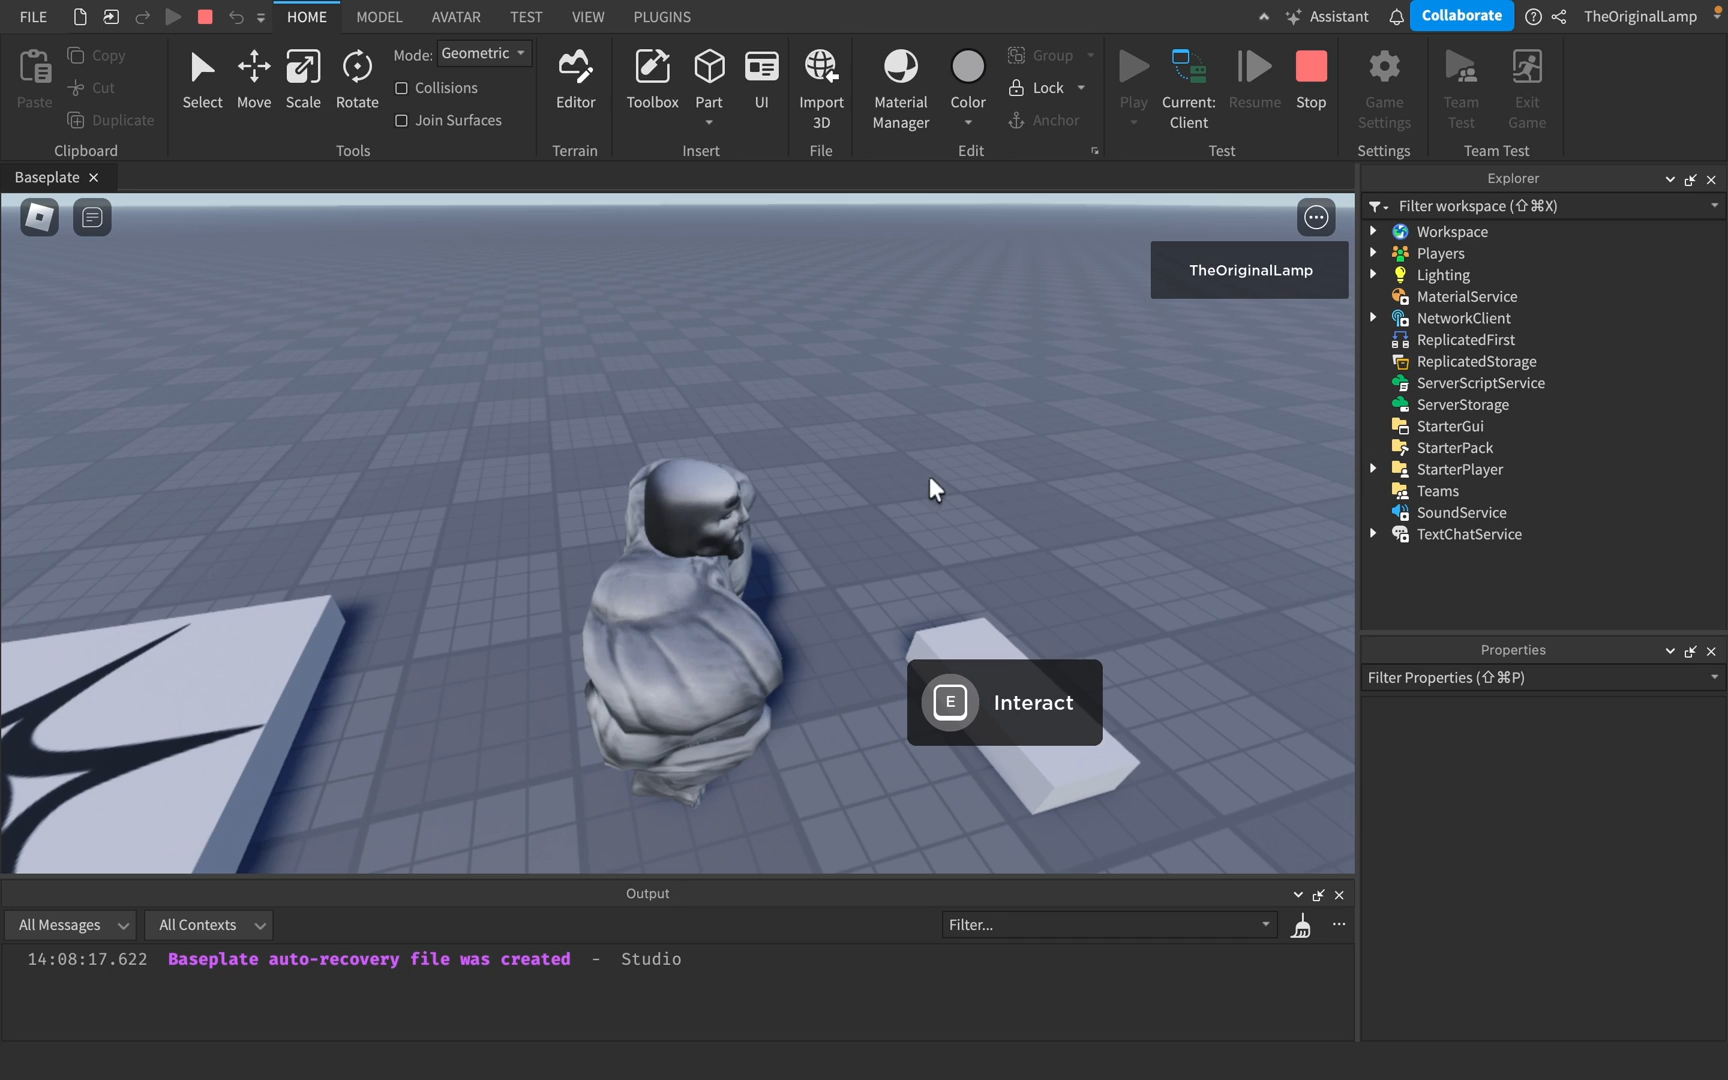 FILE
HOME
MODEL
AVATAR
TEST
VIEW
PLUGINS
Assistant
Collaborate
TheOriginalLamp
Paste
Copy
Cut
Duplicate
Clipboard
Select
Move
Scale
Rotate
Mode: Geometric
Collisions
Join Surfaces
Tools
Editor
Terrain
Toolbox
Part
UI
Insert
Import
3D
File
Material
Manager
Color
Group
Lock
Anchor
Edit
Play
Current:
Client
Resume
Stop
Test
Game
Settings
Settings
Team
Test
Exit
Game
Team Test
Baseplate
TheOriginalLamp
E
Interact
Explorer
Filter workspace (⇧⌘X)
Workspace
Players
Lighting
MaterialService
NetworkClient
ReplicatedFirst
ReplicatedStorage
ServerScriptService
ServerStorage
StarterGui
StarterPack
StarterPlayer
Teams
SoundService
TextChatService
Properties
Filter Properties (⇧⌘P)
Output
All Messages
All Contexts
Filter...
14:08:17.622 Baseplate auto-recovery file was created - Studio